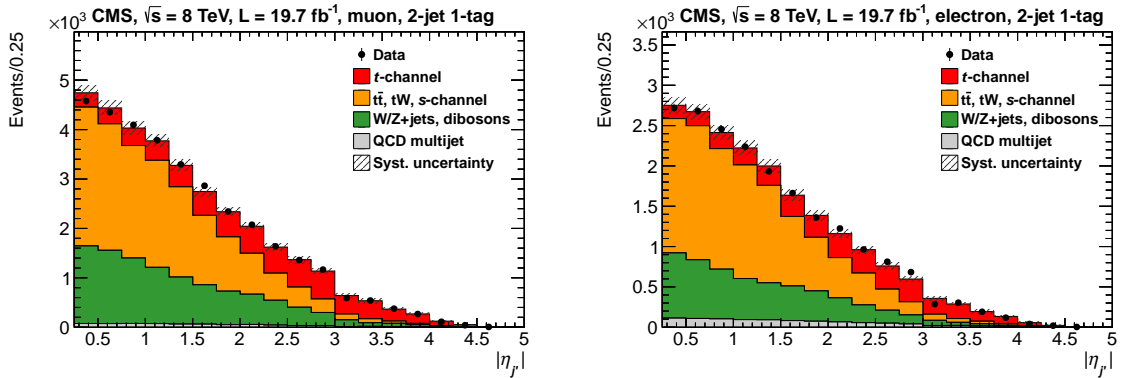 ×10³ CMS, √s = 8 TeV, L = 19.7 fb⁻¹, muon, 2-jet 1-tag
Events/0.25
5
4
3
2
1
0
Data
t-channel
tt̄, tW, s-channel
W/Z+jets, dibosons
QCD multijet
Syst. uncertainty
0.5 1 1.5 2 2.5 3 3.5 4 4.5 5
|η_j'|
×10³ CMS, √s = 8 TeV, L = 19.7 fb⁻¹, electron, 2-jet 1-tag
Events/0.25
3.5
3
2.5
2
1.5
1
0.5
0
Data
t-channel
tt̄, tW, s-channel
W/Z+jets, dibosons
QCD multijet
Syst. uncertainty
0.5 1 1.5 2 2.5 3 3.5 4 4.5 5
|η_j'|